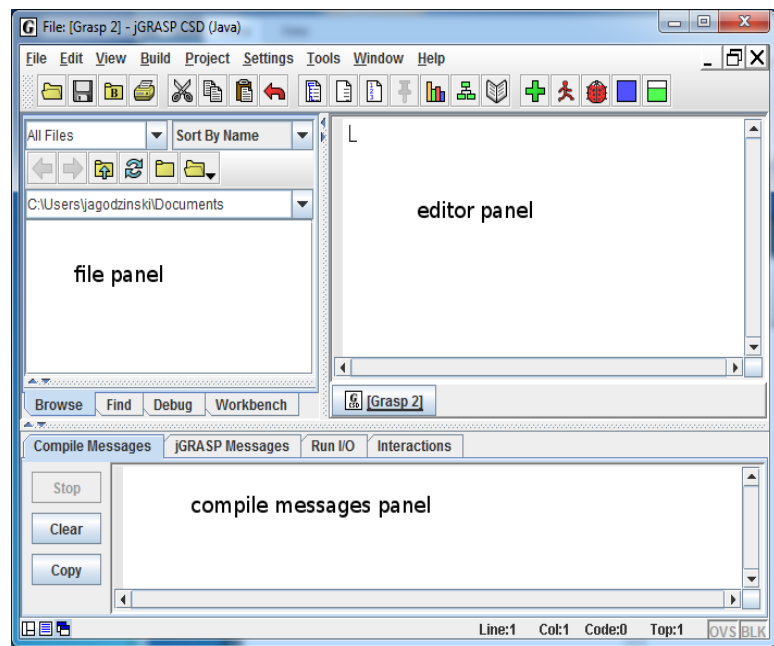 File: [Grasp 2] - jGRASP CSD (Java)
File Edit View Build Project Settings Tools Window Help
All Files Sort By Name
C:\Users\jagodzinski\Documents
file panel
editor panel
Browse Find Debug Workbench
[Grasp 2]
Compile Messages jGRASP Messages Run I/O Interactions
Stop
Clear
Copy
compile messages panel
Line:1 Col:1 Code:0 Top:1 OVS BLK